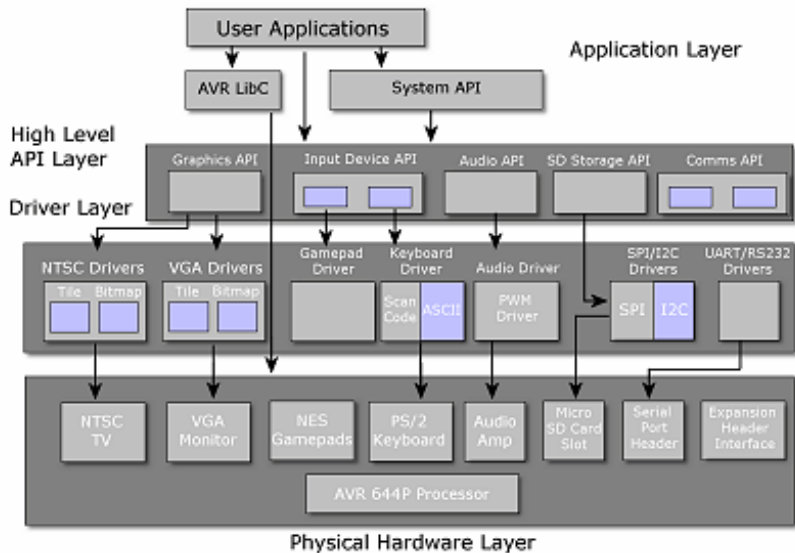 User Applications
Application Layer
AVR LibC
System API
High Level
API Layer
Graphics API
Input Device API
Audio API
SD Storage API
Comms API
Driver Layer
NTSC Drivers
VGA Drivers
Gamepad
Driver
Keyboard
Driver
Audio Driver
SPI/I2C
Drivers
UART/RS232
Drivers
Tile Bitmap
Tile Bitmap
Scan
Code
ASCII
PWM
Driver
SPI
I2C
NTSC
TV
VGA
Monitor
NES
Gamepads
PS/2
Keyboard
Audio
Amp
Micro
SD Card
Slot
Serial
Port
Header
Expansion
Header
Interface
AVR 644P Processor
Physical Hardware Layer